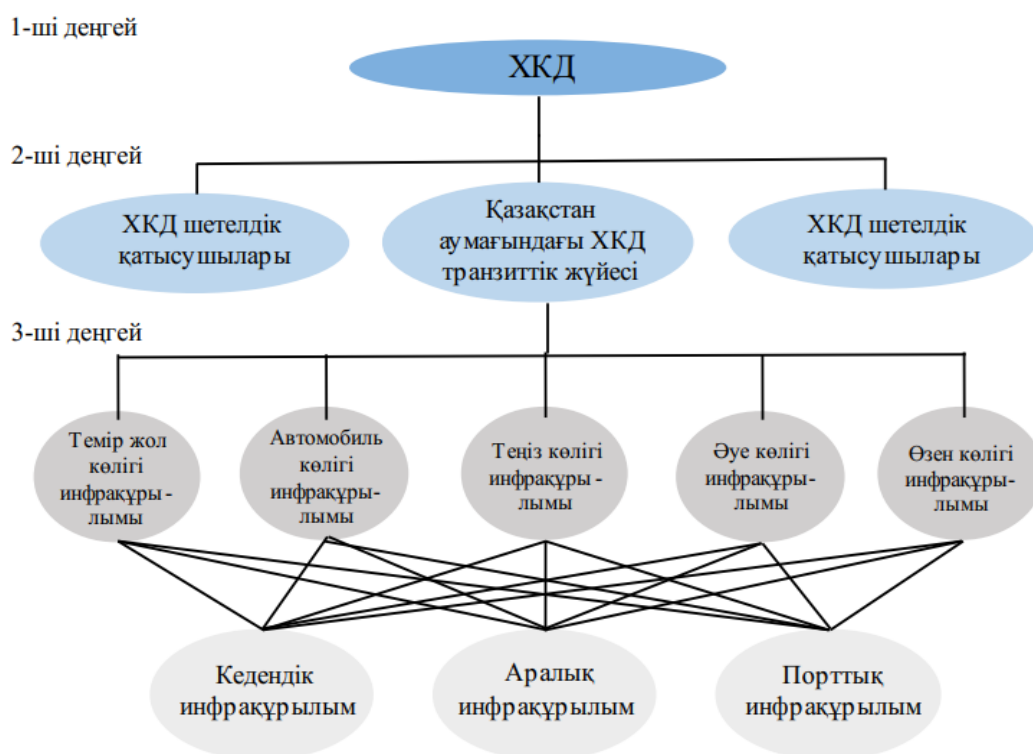 1-ші деңгей
ХКД
2-ші деңгей
ХКД шетелдік
қатысушылары
Қазақстан
аумағындағы ХКД
транзиттік жүйесі
ХКД шетелдік
қатысушылары
3-ші деңгей
Темір жол
көлігі
инфрақұры-
лымы
Автомобиль
көлігі
инфрақұры-
лымы
Теңіз көлігі
инфрақұры-
лымы
Әуе көлігі
инфрақұры-
лымы
Өзен көлігі
инфрақұры-
лымы
Кедендік
инфрақұрылым
Аралық
инфрақұрылым
Порттық
инфрақұрылым